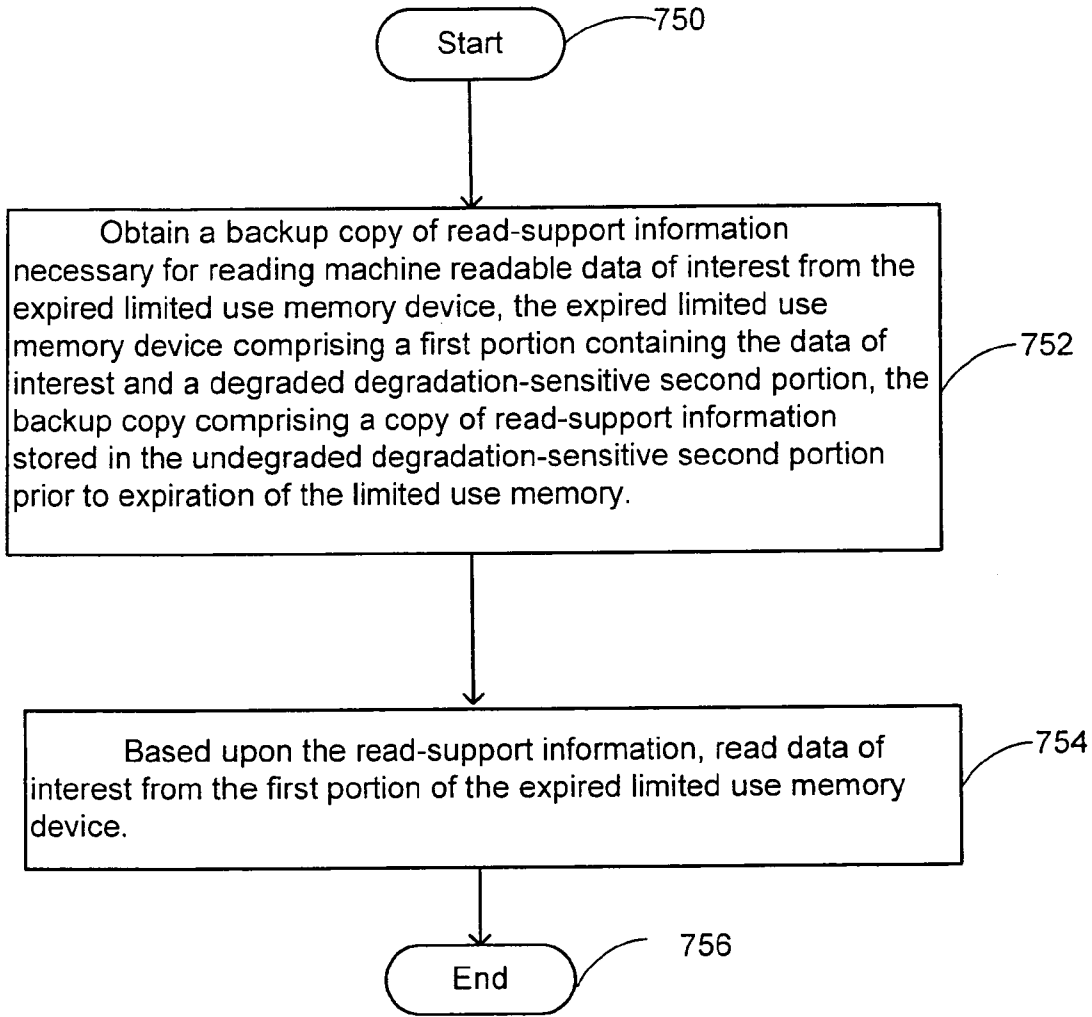 Start
750
Obtain a backup copy of read-support information
necessary for reading machine readable data of interest from the
expired limited use memory device, the expired limited use
memory device comprising a first portion containing the data of
interest and a degraded degradation-sensitive second portion, the
backup copy comprising a copy of read-support information
stored in the undegraded degradation-sensitive second portion
prior to expiration of the limited use memory.
752
Based upon the read-support information, read data of
interest from the first portion of the expired limited use memory
device.
754
End
756